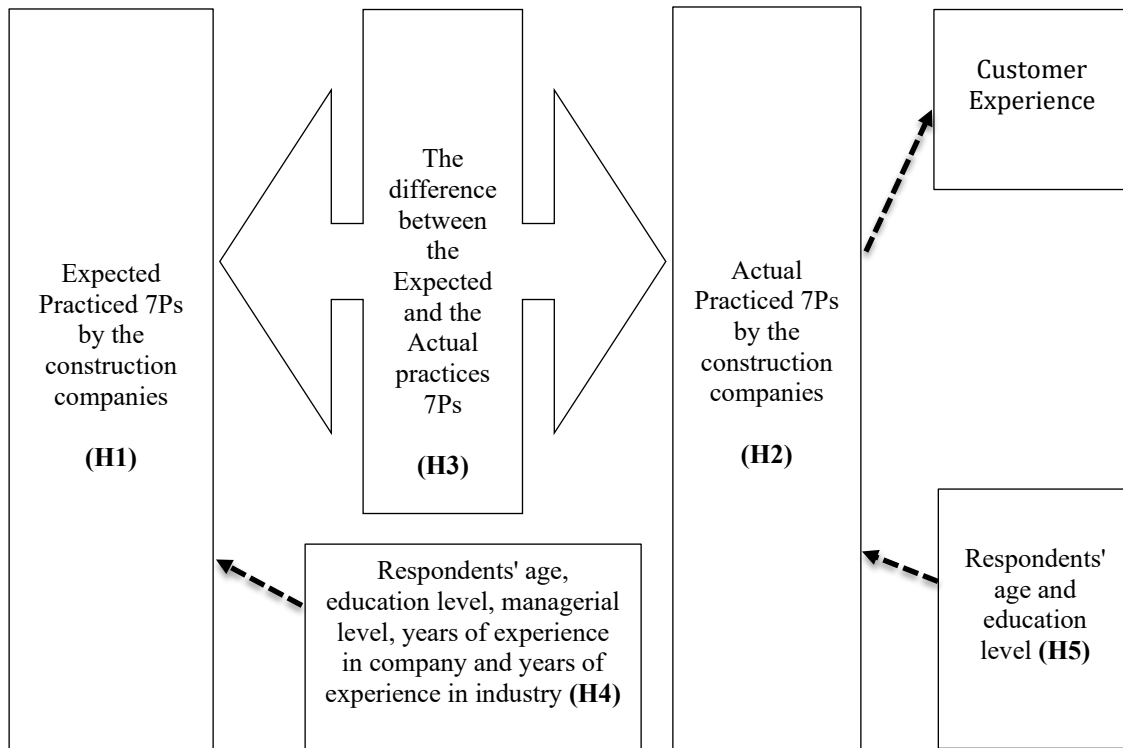 Expected
Practiced 7Ps
by the
construction
companies
(H1)
The
difference
between
the
Expected
and the
Actual
practices
7Ps
(H3)
Actual
Practiced 7Ps
by the
construction
companies
(H2)
Customer
Experience
Respondents' age,
education level, managerial
level, years of experience
in company and years of
experience in industry (H4)
Respondents'
age and
education
level (H5)